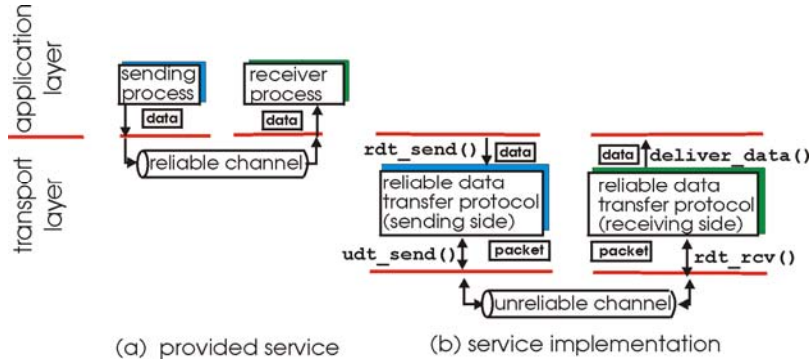 application
layer
transport
layer
sending
process
receiver
process
data
data
reliable channel
(a) provided service
rdt_send()
data
data
deliver_data()
reliable data
transfer protocol
(sending side)
reliable data
transfer protocol
(receiving side)
udt_send()
packet
packet
rdt_rcv()
unreliable channel
(b) service implementation